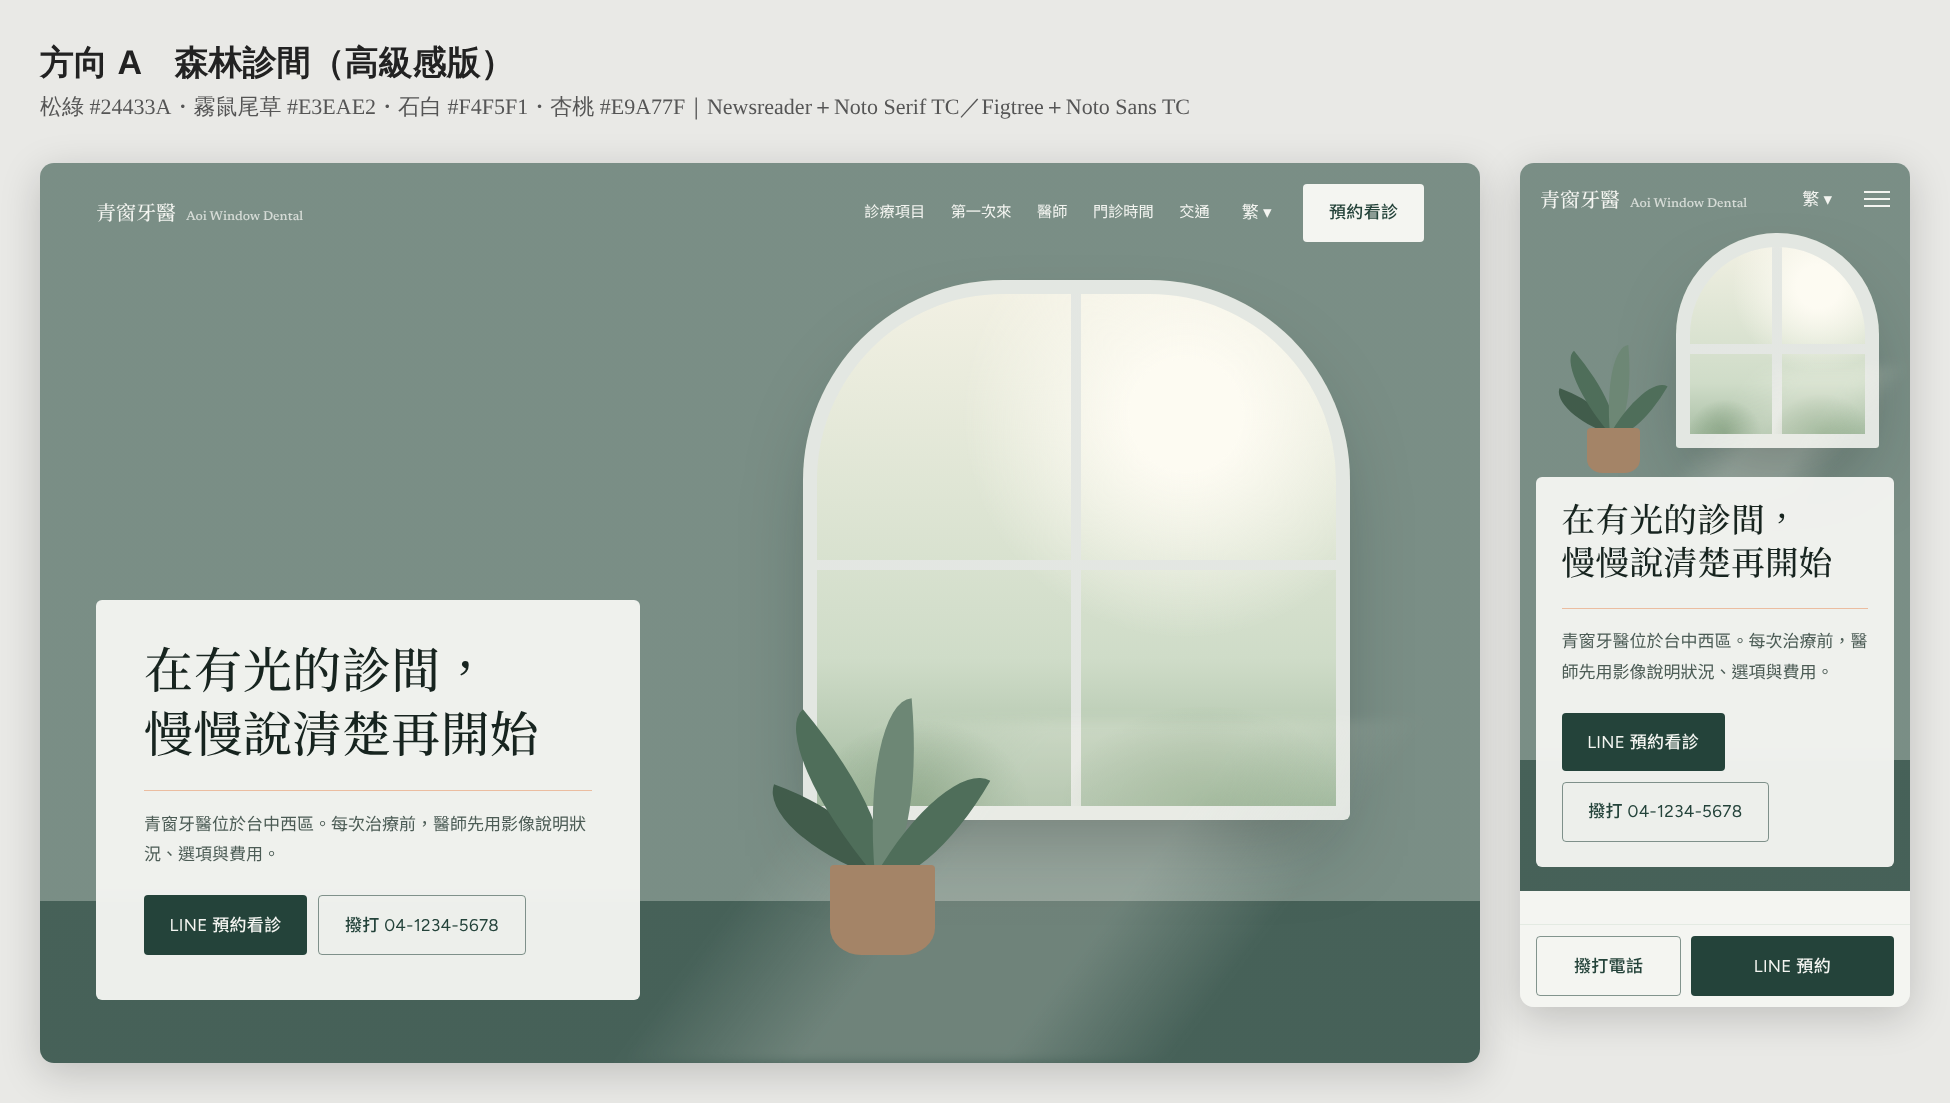 方向 A 森林診間（高級感版）
松綠 #24433A・霧鼠尾草 #E3EAE2・石白 #F4F5F1・杏桃 #E9A77F｜Newsreader＋Noto Serif TC／Figtree＋Noto Sans TC
青窗牙醫 Aoi Window Dental
診療項目 第一次來 醫師 門診時間 交通 繁 ▾ 預約看診
在有光的診間，
慢慢說清楚再開始
青窗牙醫位於台中西區。每次治療前，醫師先用影像說明狀
況、選項與費用。
LINE 預約看診 撥打 04-1234-5678
青窗牙醫 Aoi Window Dental 繁 ▾
在有光的診間，
慢慢說清楚再開始
青窗牙醫位於台中西區。每次治療前，醫
師先用影像說明狀況、選項與費用。
LINE 預約看診
撥打 04-1234-5678
撥打電話 LINE 預約